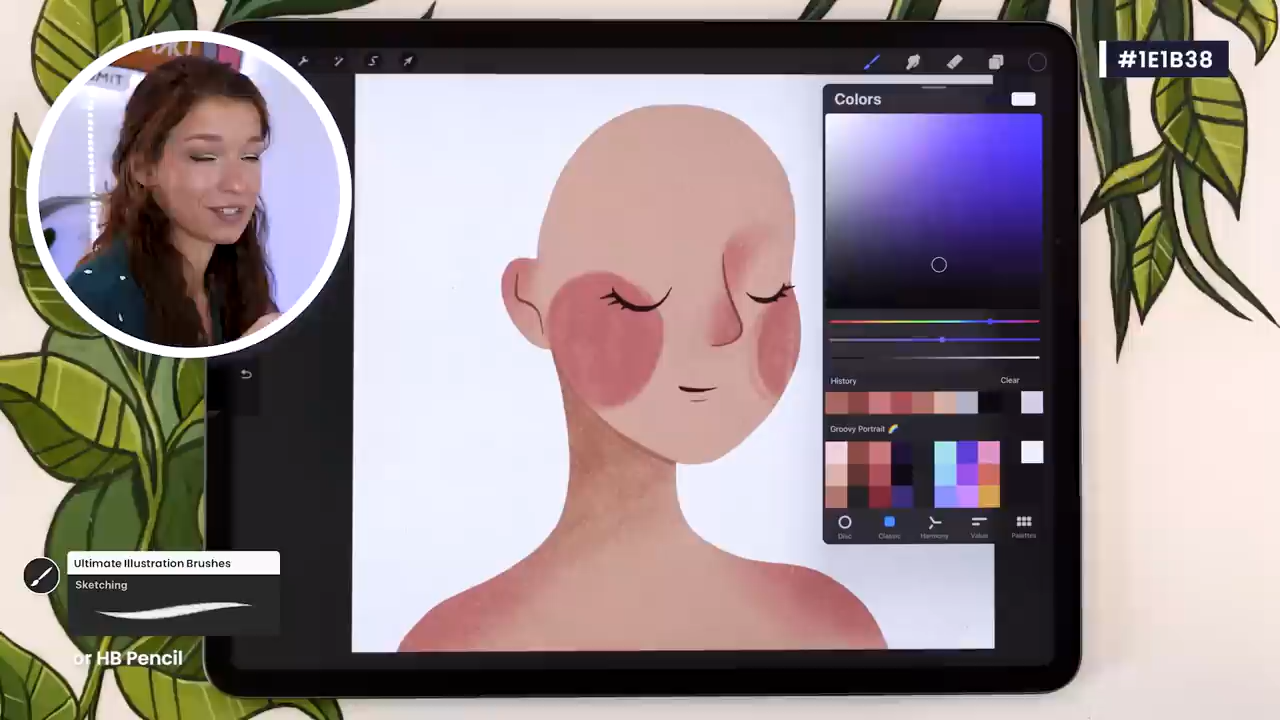 #1E1B38
Colors
History
Clear
Groovy Portrait 🌈
Disc
Classic
Harmony
Value
Palettes
Ultimate Illustration Brushes
Sketching
or HB Pencil